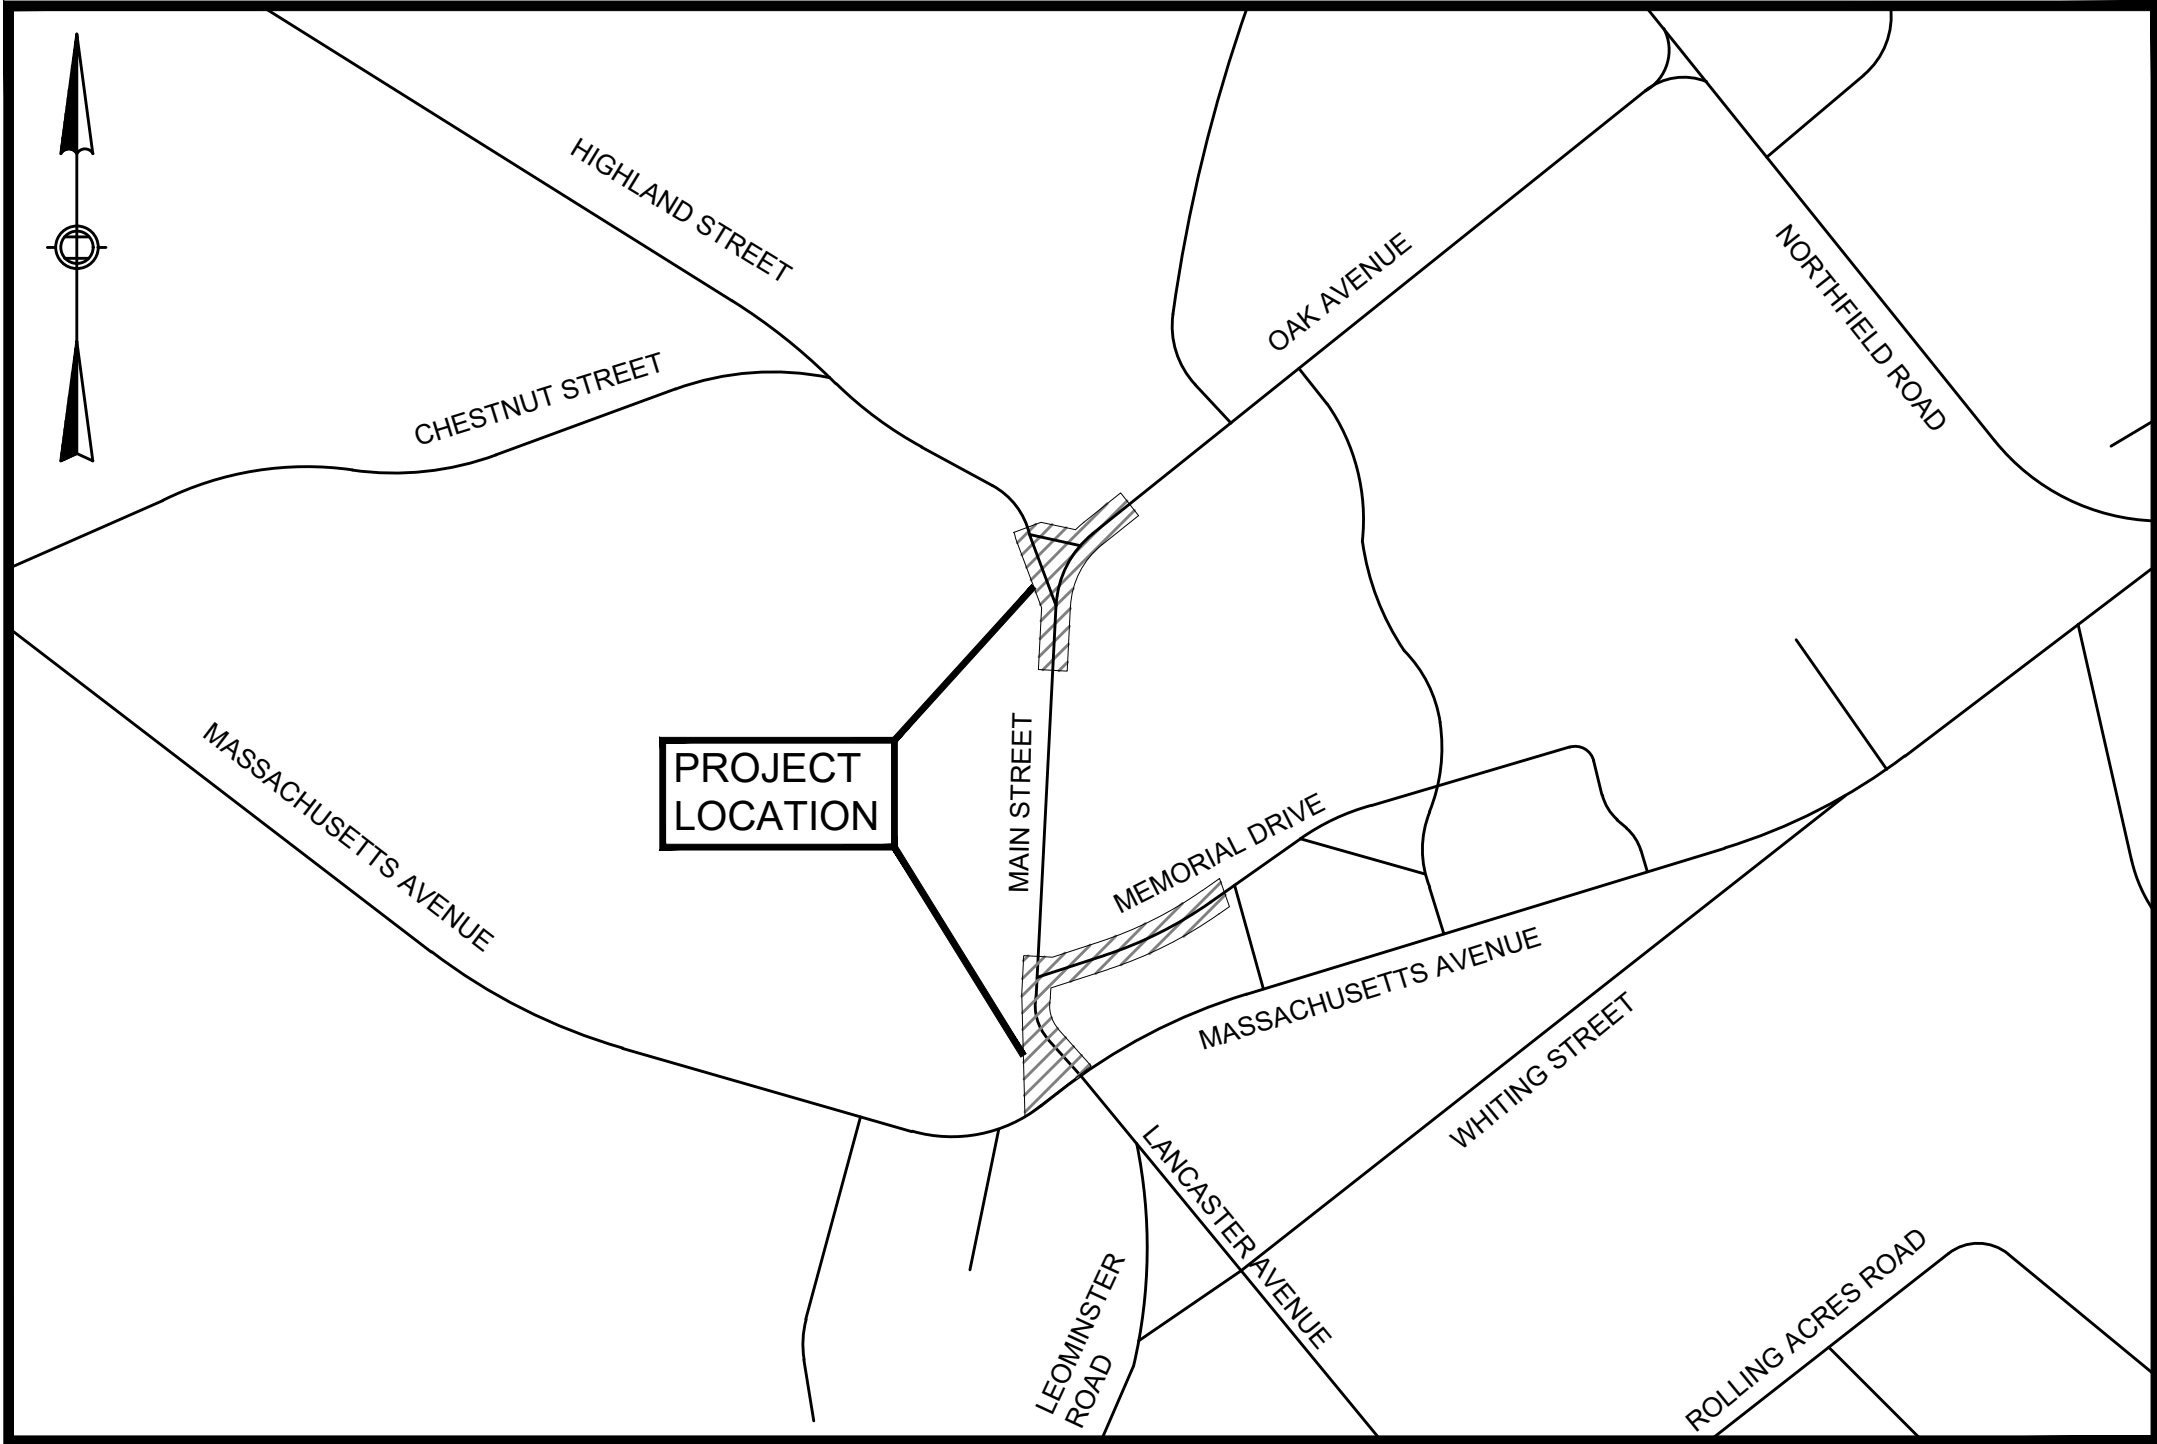 HIGHLAND STREET
OAK AVENUE
NORTHFIELD ROAD
CHESTNUT STREET
MASSACHUSETTS AVENUE
PROJECT
LOCATION
MAIN STREET
MEMORIAL DRIVE
MASSACHUSETTS AVENUE
WHITING STREET
LANCASTER AVENUE
LEOMINSTER
ROAD
ROLLING ACRES ROAD